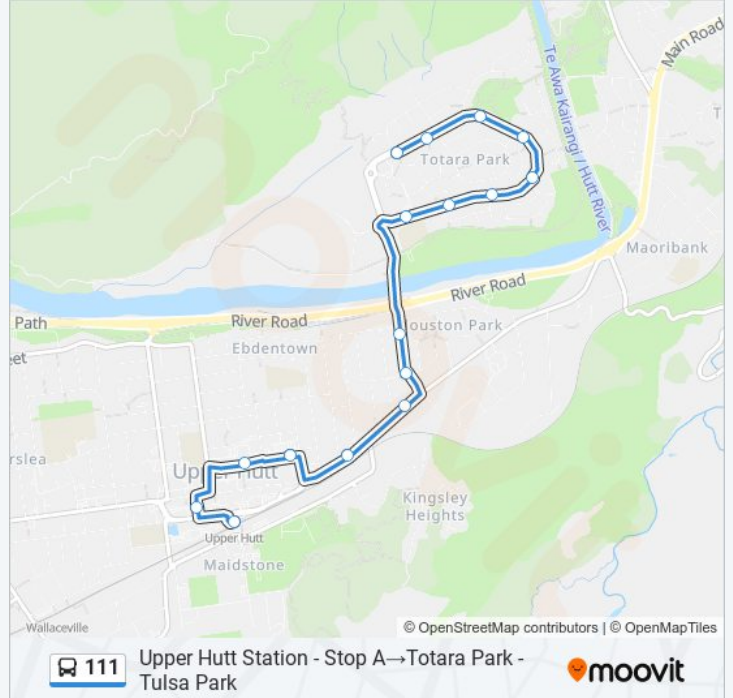 Main Road
Te Awa Kairangi / Hutt River
Totara Park
Maoribank
River Road
Path
River Road
Ebdentown
ouston Park
eet
rslea
Upper Hutt
Kingsley
Heights
Upper Hutt
Maidstone
Wallaceville
© OpenStreetMap contributors | © OpenMapTiles
111
Upper Hutt Station - Stop A→Totara Park -
Tulsa Park
moovit